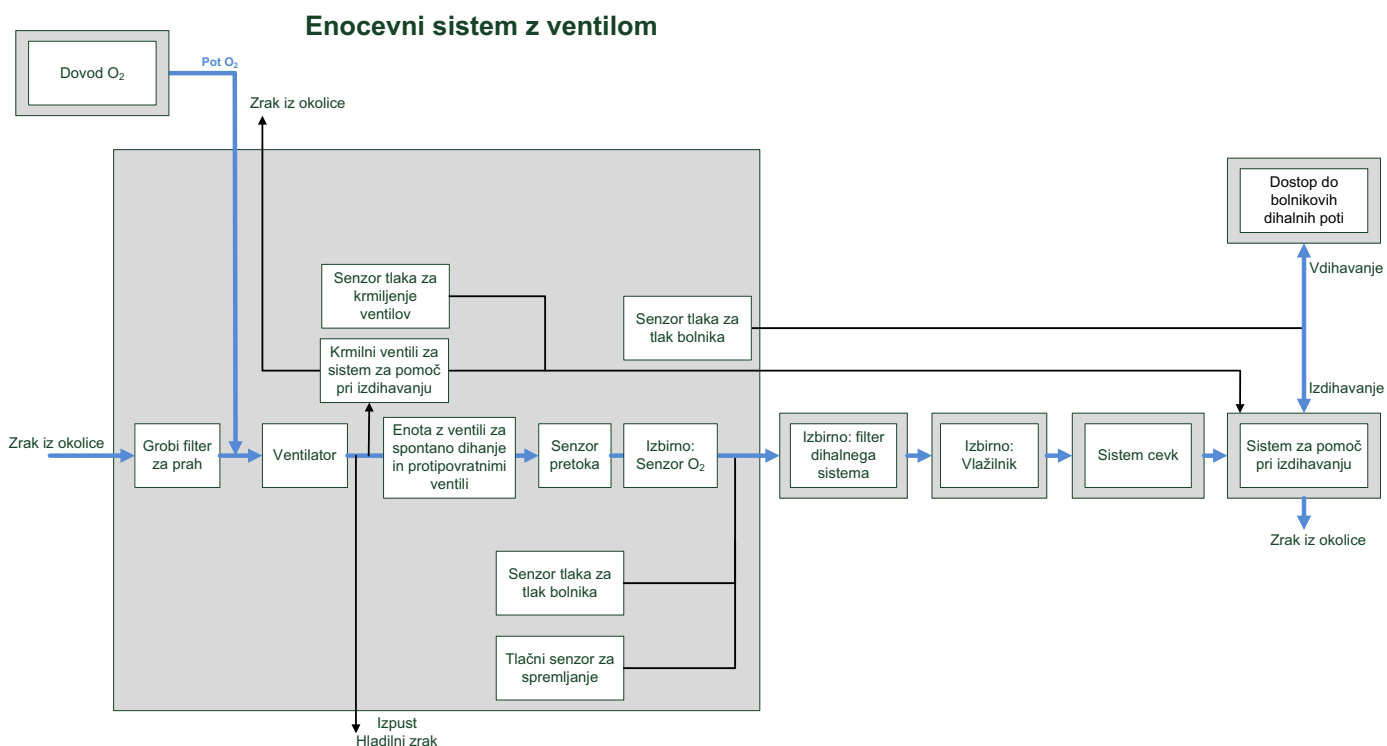 Enocevni sistem z ventilom
Dovod O₂
Pot O₂
Zrak iz okolice
Dostop do
bolnikovih
dihalnih poti
Vdihavanje
Senzor tlaka za
krmiljenje
ventilov
Senzor tlaka za
tlak bolnika
Krmilni ventili za
sistem za pomoč
pri izdihavanju
Izdihavanje
Zrak iz okolice
Grobi filter
za prah
Ventilator
Enota z ventili za
spontano dihanje
in protipovratnimi
ventili
Senzor
pretoka
Izbirno:
Senzor O₂
Izbirno: filter
dihalnega
sistema
Izbirno:
Vlažilnik
Sistem cevk
Sistem za pomoč
pri izdihavanju
Zrak iz okolice
Senzor tlaka za
tlak bolnika
Tlačni senzor za
spremljanje
Izpust
Hladilni zrak